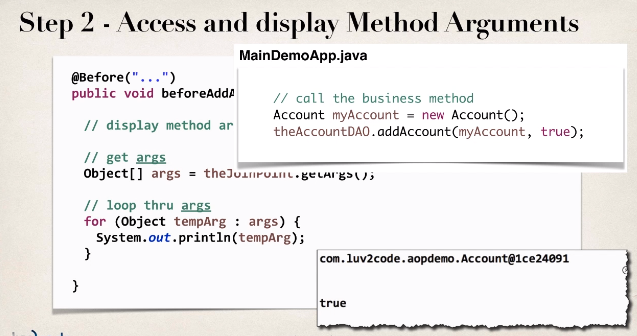 Step 2 - Access and display Method Arguments
MainDemoApp.java
// call the business method
Account myAccount = new Account();
theAccountDAO.addAccount(myAccount, true);
@Before("...")
public void beforeAddA
// display method ar
// get args
Object[] args = theJoinPoint.getArgs();
// loop thru args
for (Object tempArg : args) {
System.out.println(tempArg);
}
}
com.luv2code.aopdemo.Account@1ce24091
true